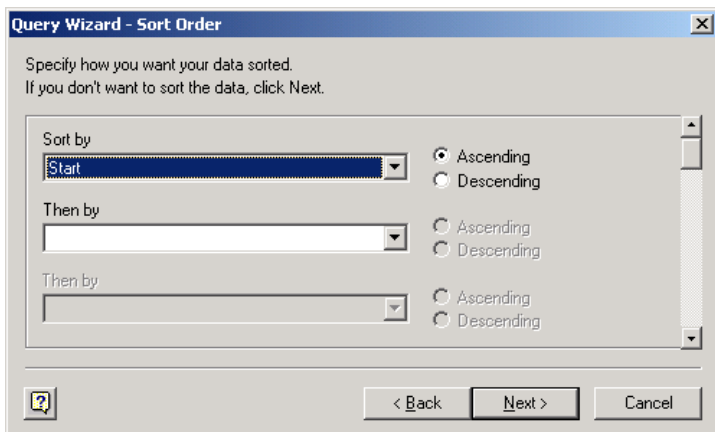 Query Wizard - Sort Order
Specify how you want your data sorted.
If you don't want to sort the data, click Next.
Sort by
Start
Ascending
Descending
Then by
Ascending
Descending
Then by
Ascending
Descending
?
< Back
Next >
Cancel